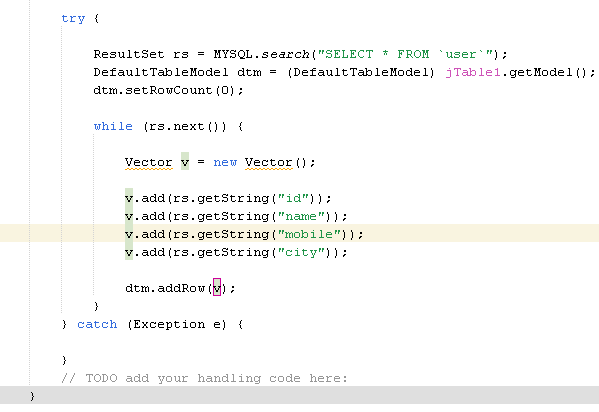 try {
ResultSet rs = MYSQL.search("SELECT * FROM `user`");
DefaultTableModel dtm = (DefaultTableModel) jTable1.getModel();
dtm.setRowCount(0);
while (rs.next()) {
Vector v = new Vector();
v.add(rs.getString("id"));
v.add(rs.getString("name"));
v.add(rs.getString("mobile"));
v.add(rs.getString("city"));
dtm.addRow(v);
}
} catch (Exception e) {
}
// TODO add your handling code here:
}